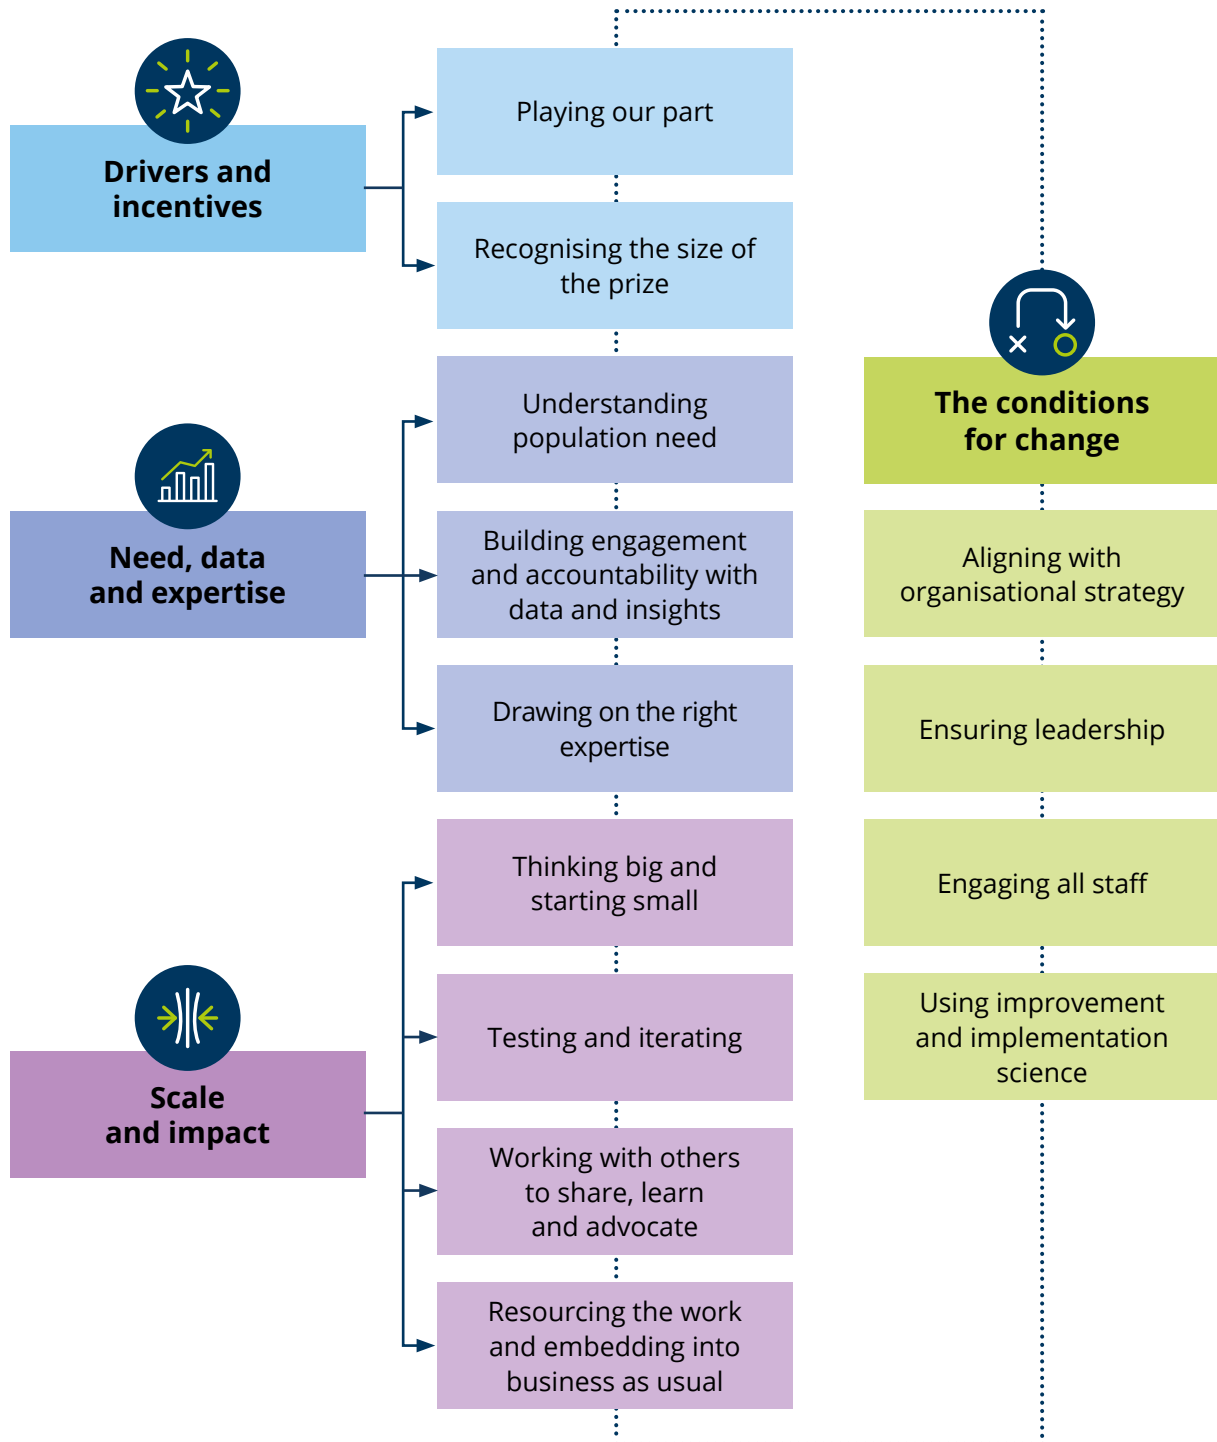 Drivers and
incentives
Playing our part
Recognising the size of
the prize
Need, data
and expertise
Understanding
population need
Building engagement
and accountability with
data and insights
Drawing on the right
expertise
Scale
and impact
Thinking big and
starting small
Testing and iterating
Working with others
to share, learn
and advocate
Resourcing the work
and embedding into
business as usual
The conditions
for change
Aligning with
organisational strategy
Ensuring leadership
Engaging all staff
Using improvement
and implementation
science